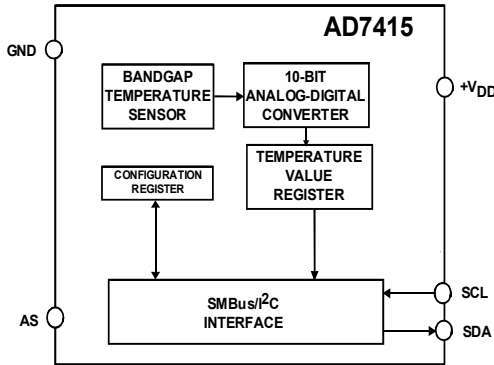 AD7415
GND
BANDGAP
TEMPERATURE
SENSOR
10-BIT
ANALOG-DIGITAL
CONVERTER
+VDD
TEMPERATURE
VALUE
REGISTER
CONFIGURATION
REGISTER
SMBus/I²C
INTERFACE
AS
SCL
SDA